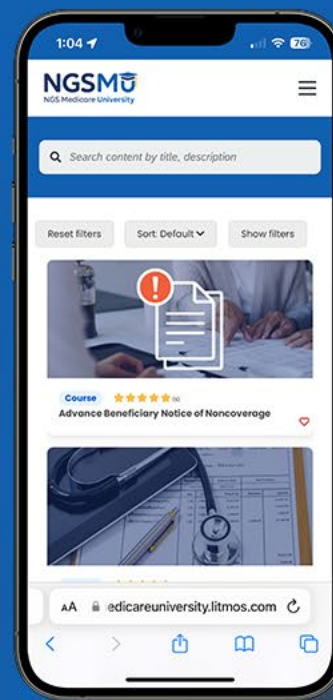 1:04
76
NGSMU
NGS Medicare University
Search content by title, description
Reset filters
Sort: Default
Show filters
Course
Advance Beneficiary Notice of Noncoverage
AA
edicareuniversity.litmos.com